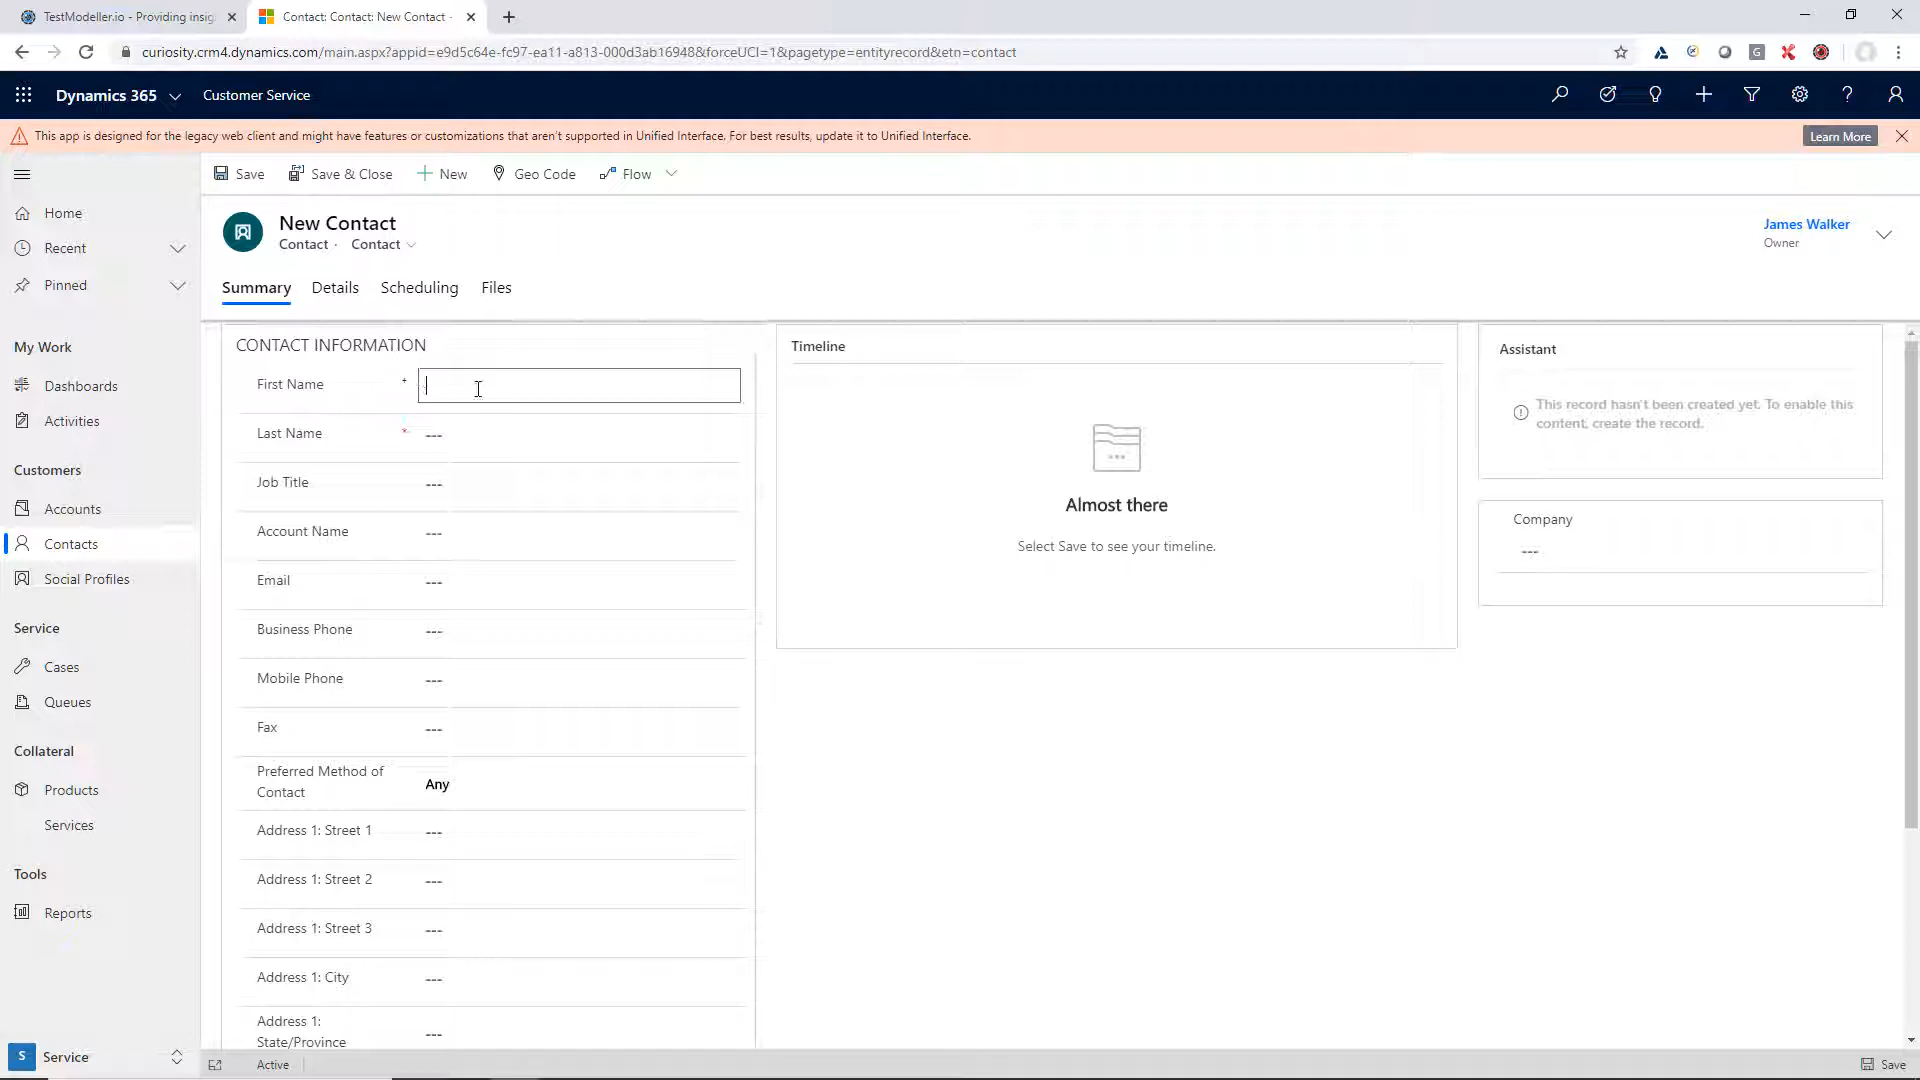 TestModeller.io - Providing insig
Contact: Contact: New Contact -
curiosity.crm4.dynamics.com/main.aspx?appid=e9d5c64e-fc97-ea11-a813-000d3ab16948&forceUCI=1&pagetype=entityrecord&etn=contact
Dynamics 365
Customer Service
This app is designed for the legacy web client and might have features or customizations that aren't supported in Unified Interface. For best results, update it to Unified Interface.
Learn More
Save
Save & Close
New
Geo Code
Flow
New Contact
Contact · Contact
James Walker
Owner
Summary
Details
Scheduling
Files
Home
Recent
Pinned
My Work
Dashboards
Activities
Customers
Accounts
Contacts
Social Profiles
Service
Cases
Queues
Collateral
Products
Services
Tools
Reports
S Service
CONTACT INFORMATION
First Name *
Last Name * ---
Job Title ---
Account Name ---
Email ---
Business Phone ---
Mobile Phone ---
Fax ---
Preferred Method of
Contact
Any
Address 1: Street 1 ---
Address 1: Street 2 ---
Address 1: Street 3 ---
Address 1: City ---
Address 1:
State/Province
---
Timeline
Almost there
Select Save to see your timeline.
Assistant
This record hasn't been created yet. To enable this
content, create the record.
Company
---
Active
Save